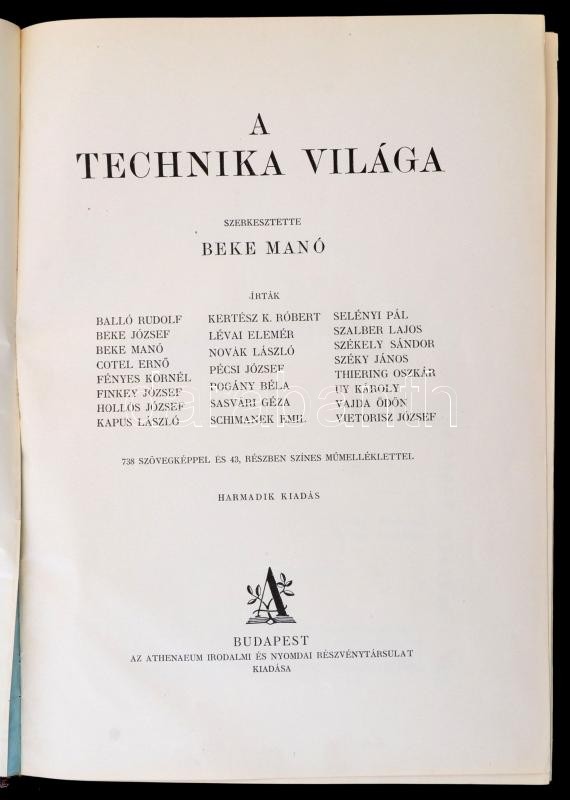 A
TECHNIKA VILÁGA
SZERKESZTETTE
BEKE MANÓ
ÍRTÁK
BALLÓ RUDOLF
BEKE JÓZSEF
BEKE MANÓ
COTEL ERNŐ
FÉNYES KORNÉL
FINKEY JÓZSEF
HOLLÓS JÓZSEF
KAPUS LÁSZLÓ
KERTÉSZ K. RÓBERT
LÉVAI ELEMÉR
NOVÁK LÁSZLÓ
PÉCSI JÓZSEF
POGÁNY BÉLA
SASVÁRI GÉZA
SCHIMANEK EMIL
SELÉNYI PÁL
SZALBER LAJOS
SZÉKELY SÁNDOR
SZÉKY JÁNOS
THIERING OSZKÁR
UY KÁROLY
VAJDA ÖDÖN
VIETORISZ JÓZSEF
738 SZÖVEGKÉPPEL ÉS 43, RÉSZBEN SZÍNES MŰMELLÉKLETTEL
HARMADIK KIADÁS
A
BUDAPEST
AZ ATHENAEUM IRODALMI ÉS NYOMDAI RÉSZVÉNYTÁRSULAT
KIADÁSA